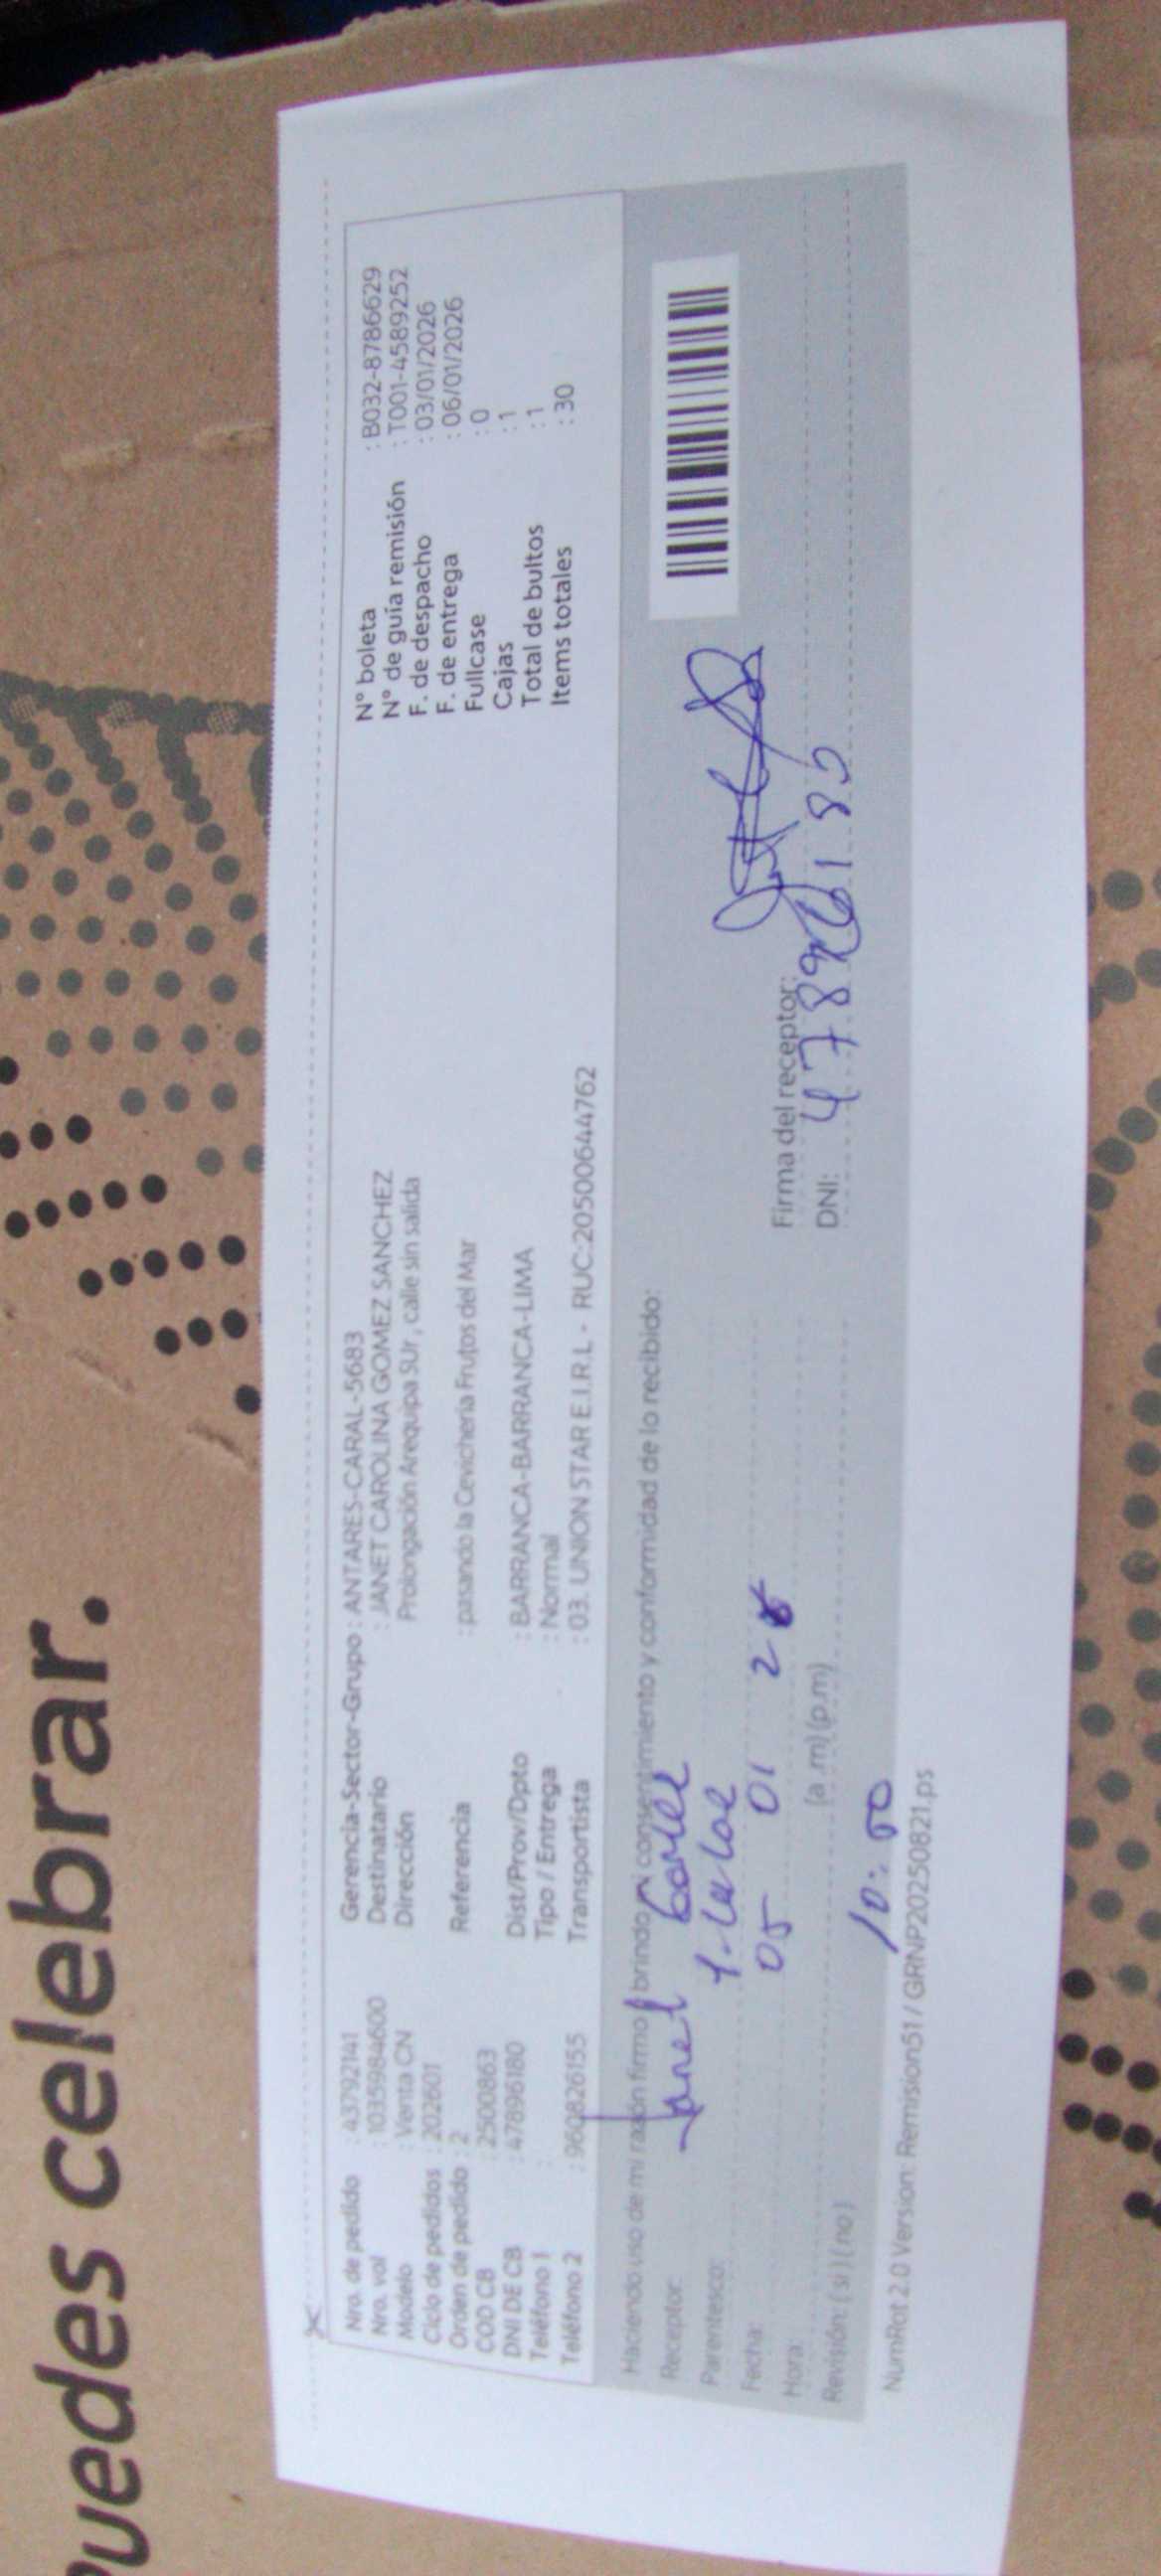 puedes celebrar.
Nro. de pedido : 43792141
Nro. vol : 10359984600
Modelo : Venta CN
Ciclo de pedidos : 202601
Orden de pedido : 2
COD CB : 2500863
DNI DE CB : 47896180
Teléfono 1 :
Teléfono 2 : 960826155
Gerencia-Sector-Grupo : ANTARES-CARAL-5683
Destinatario : JANET CAROLINA GOMEZ SANCHEZ
Dirección Prolongación Arequipa SUr, calle sin salida
Referencia : pasando la Cevicheria Frutos del Mar
Dist/Prov/Dpto : BARRANCA-BARRANCA-LIMA
Tipo / Entrega : Normal
Transportista : 03. UNION STAR E.I.R.L - RUC:20500644762
N° boleta : B032-8786629
N° de guía remisión : T001-4589252
F. de despacho : 03/01/2026
F. de entrega : 06/01/2026
Fullcase : 0
Cajas : 1
Total de bultos : 1
Items totales : 30
Haciendo uso de mi razón firmo y brindo mi consentimiento y conformidad de lo recibido:
Receptor: Janet
Parentesco:
Fecha: 05 01 26
Hora: (a.m) (p.m)
10:50
Revisión: ( si ) ( no )
Firma del receptor:
DNI:
NumRot 2.0 Version: Remision51 / GRNP20250821.ps